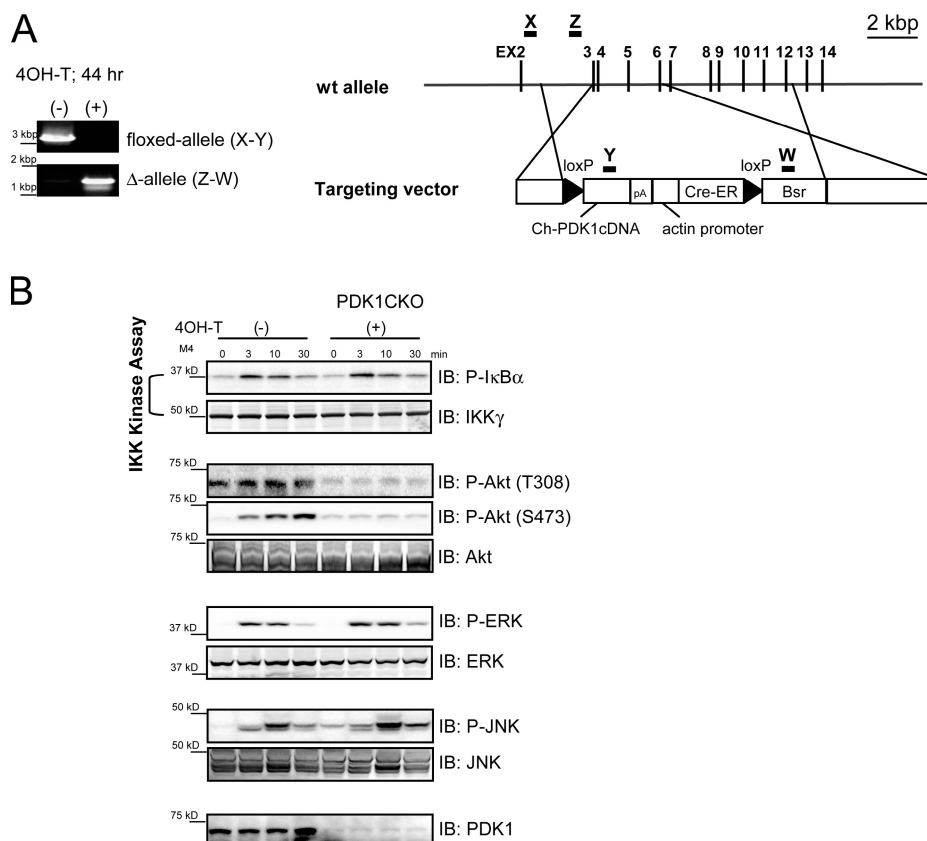 A
4OH-T; 44 hr
(-) (+)
3 kbp
floxed-allele (X-Y)
2 kbp
1 kbp
Δ-allele (Z-W)
X Z
2 kbp
EX2 3 4 5 6 7 8 9 10 11 12 13 14
wt allele
Y W
loxP loxP
Targeting vector
pA Cre-ER Bsr
Ch-PDK1cDNA actin promoter
B
PDK1CKO
4OH-T (-) (+)
M4 0 3 10 30 0 3 10 30 min
IKK Kinase Assay
37 kD IB: P-IκBα
50 kD IB: IKKγ
75 kD IB: P-Akt (T308)
75 kD IB: P-Akt (S473)
75 kD IB: Akt
37 kD IB: P-ERK
37 kD IB: ERK
50 kD IB: P-JNK
50 kD IB: JNK
75 kD IB: PDK1